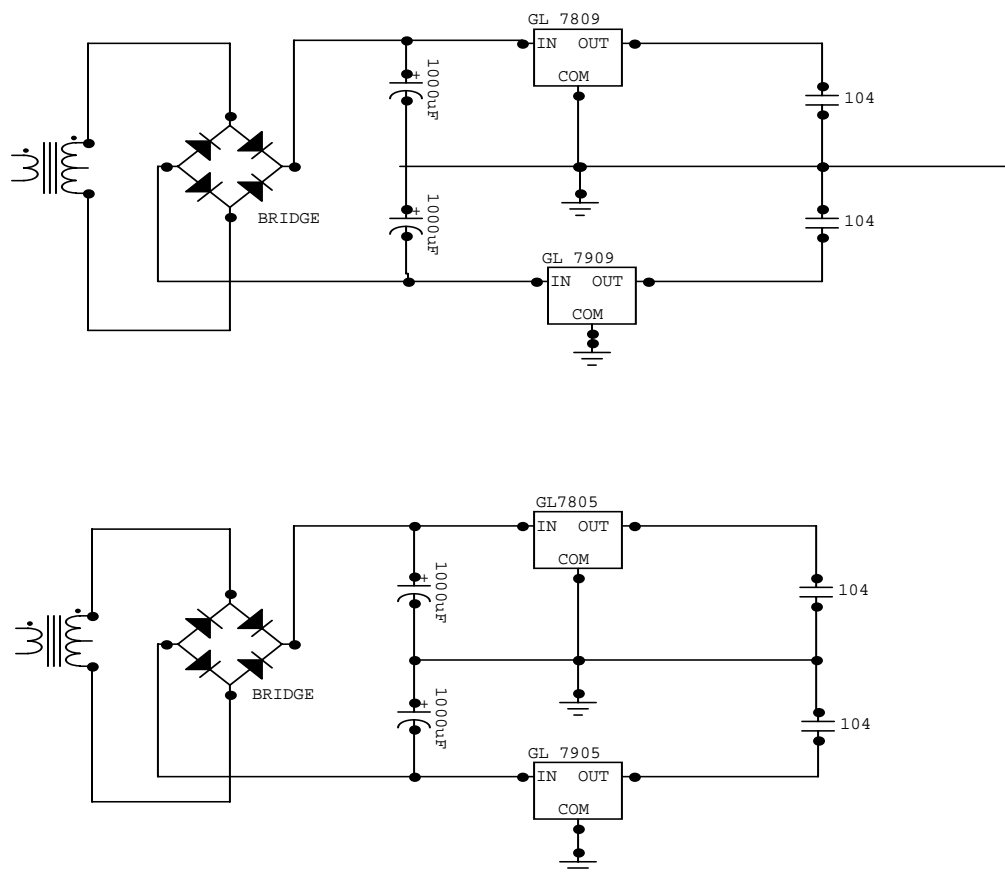 GL 7809
IN OUT
COM
+
1000uF
104
+
1000uF
104
BRIDGE
GL 7909
IN OUT
COM
GL7805
IN OUT
COM
+
1000uF
104
BRIDGE
+
1000uF
104
GL 7905
IN OUT
COM